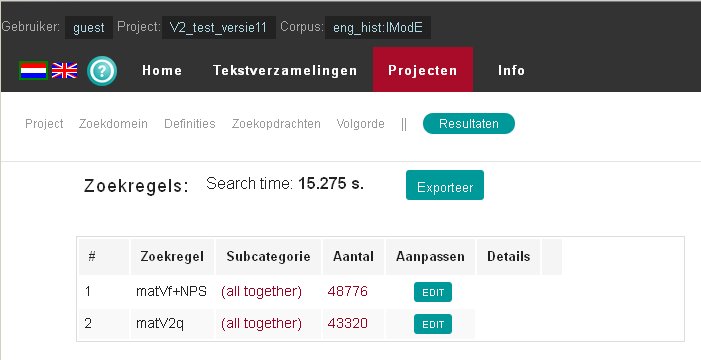 Gebruiker: guest Project: V2_test_versie11 Corpus: eng_hist:lModE
? Home Tekstverzamelingen Projecten Info
Project Zoekdomein Definities Zoekopdrachten Volgorde || Resultaten
Zoekregels: Search time: 15.275 s. Exporteer
# Zoekregel Subcategorie Aantal Aanpassen Details
1 matVf+NPS (all together) 48776 EDIT
2 matV2q (all together) 43320 EDIT